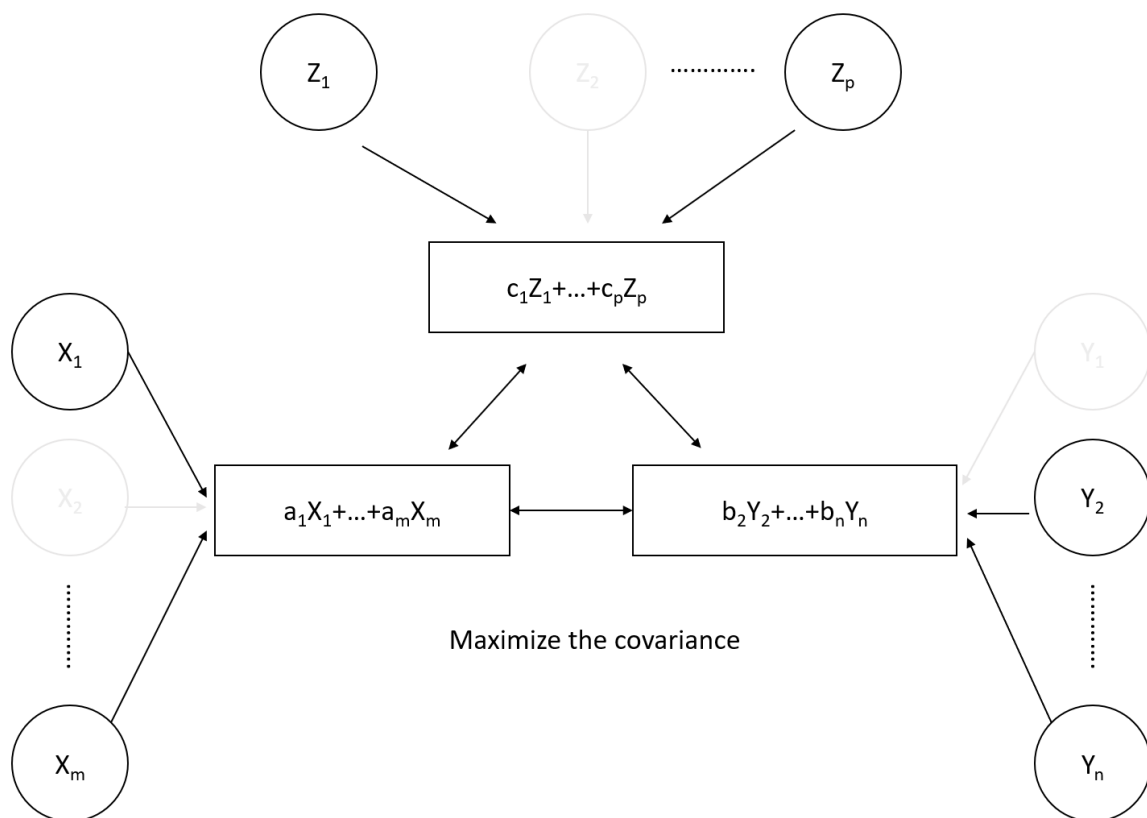 Z₁
Z₂
.............
Zₚ
c₁Z₁+...+cₚZₚ
X₁
Y₁
X₂
Y₂
a₁X₁+...+aₘXₘ
b₂Y₂+...+bₙYₙ
Maximize the covariance
Xₘ
Yₙ